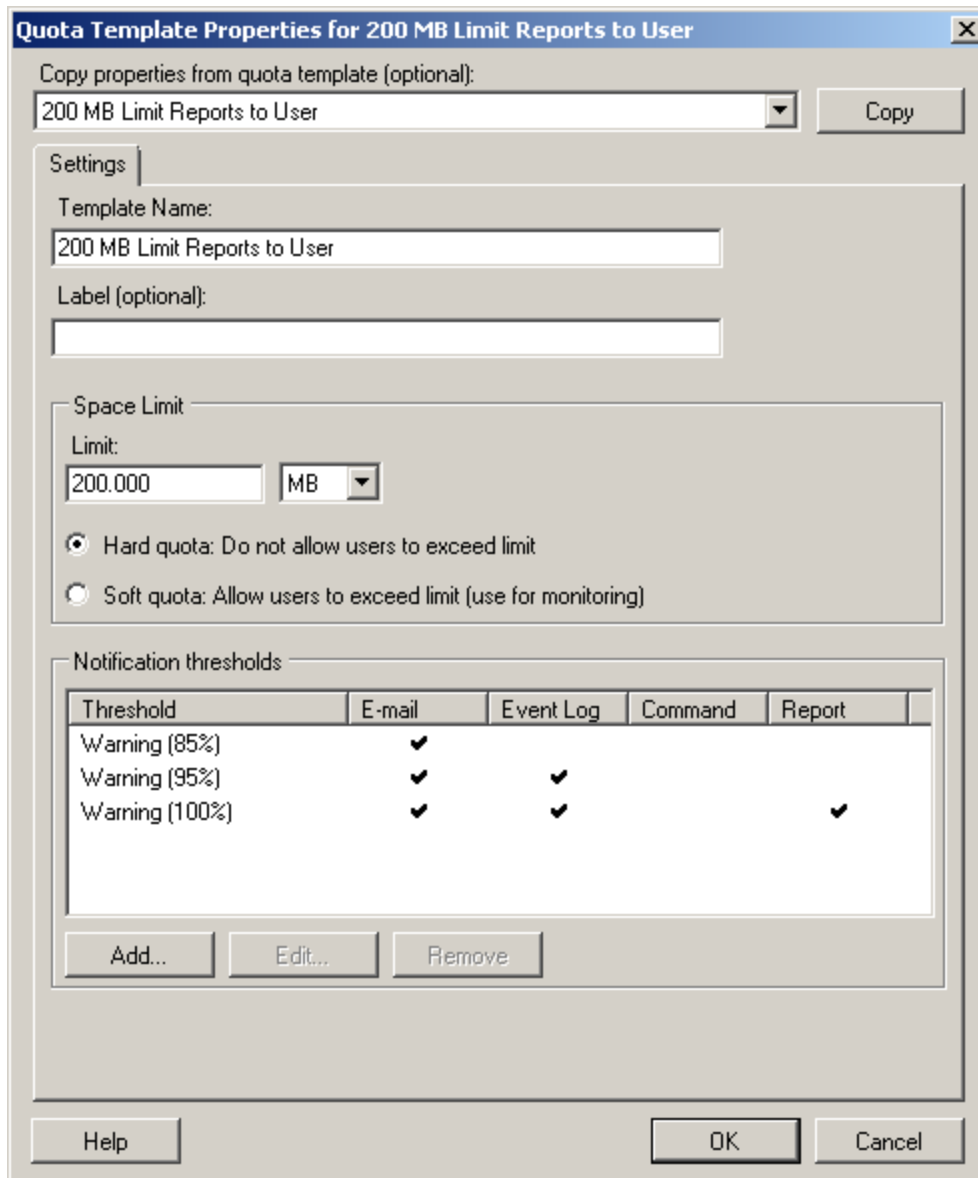 Quota Template Properties for 200 MB Limit Reports to User
Copy properties from quota template (optional):
200 MB Limit Reports to User
Copy
Settings
Template Name:
200 MB Limit Reports to User
Label (optional):
Space Limit
Limit:
200.000 MB
Hard quota: Do not allow users to exceed limit
Soft quota: Allow users to exceed limit (use for monitoring)
Notification thresholds
Threshold E-mail Event Log Command Report
Warning (85%)
Warning (95%)
Warning (100%)
Add... Edit... Remove
Help OK Cancel